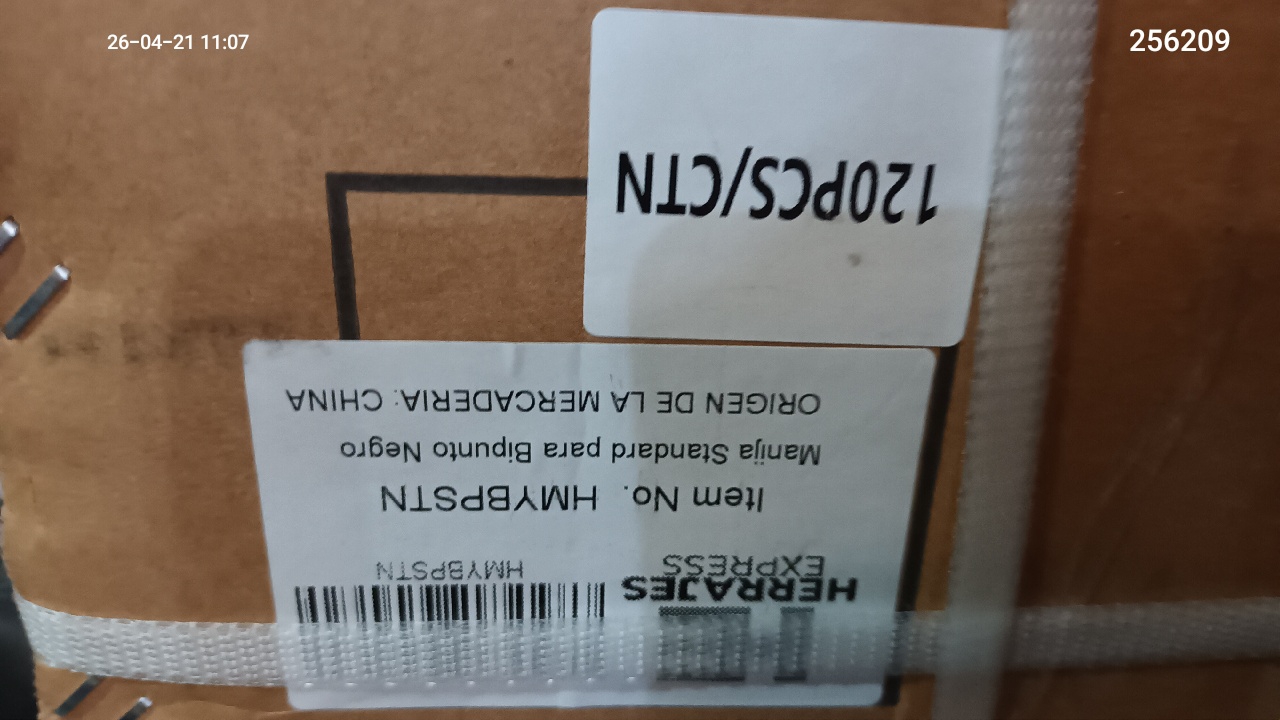 26-04-21 11:07
256209
120PCS/CTN
HERRAJES
EXPRESS
HMYBPSTN
Item No. HMYBPSTN
Manija Standard para Bipunto Negro
ORIGEN DE LA MERCADERIA: CHINA